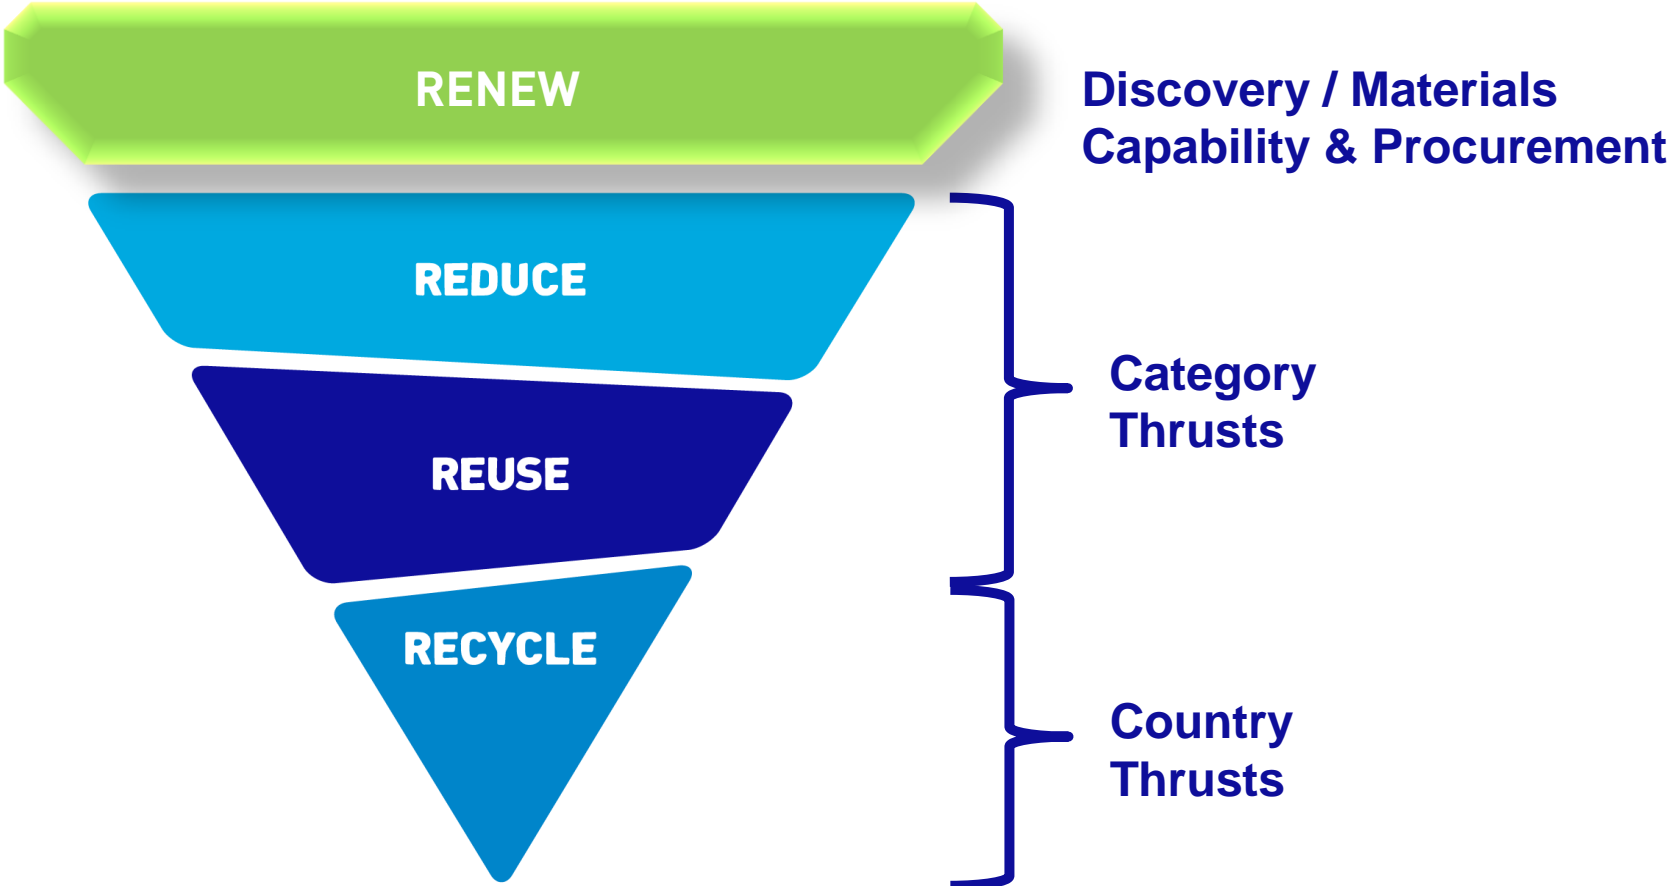 RENEW
Discovery / Materials
Capability & Procurement
REDUCE
Category
Thrusts
REUSE
RECYCLE
Country
Thrusts